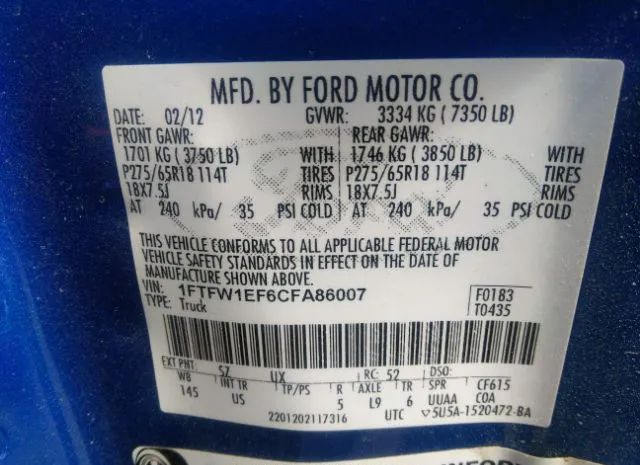 MFD. BY FORD MOTOR CO.
DATE: 02/12 GVWR: 3334 KG ( 7350 LB)
FRONT GAWR: REAR GAWR:
1701 KG ( 3750 LB) WITH 1746 KG ( 3850 LB) WITH
P275/65R18 114T TIRES P275/65R18 114T TIRES
18X7.5J RIMS 18X7.5J RIMS
AT 240 kPa/ 35 PSI COLD AT 240 kPa/ 35 PSI COLD
THIS VEHICLE CONFORMS TO ALL APPLICABLE FEDERAL MOTOR
VEHICLE SAFETY STANDARDS IN EFFECT ON THE DATE OF
MANUFACTURE SHOWN ABOVE.
VIN: 1FTFW1EF6CFA86007 F0183
TYPE: Truck T0435
EXT PNT: SZ UX RC: 52 DSO:
WB INT TR TP/PS R AXLE TR SPR CF615
145 US 5 L9 6 UUAA COA
2201202117316 UTC 5U5A-1520472-BA